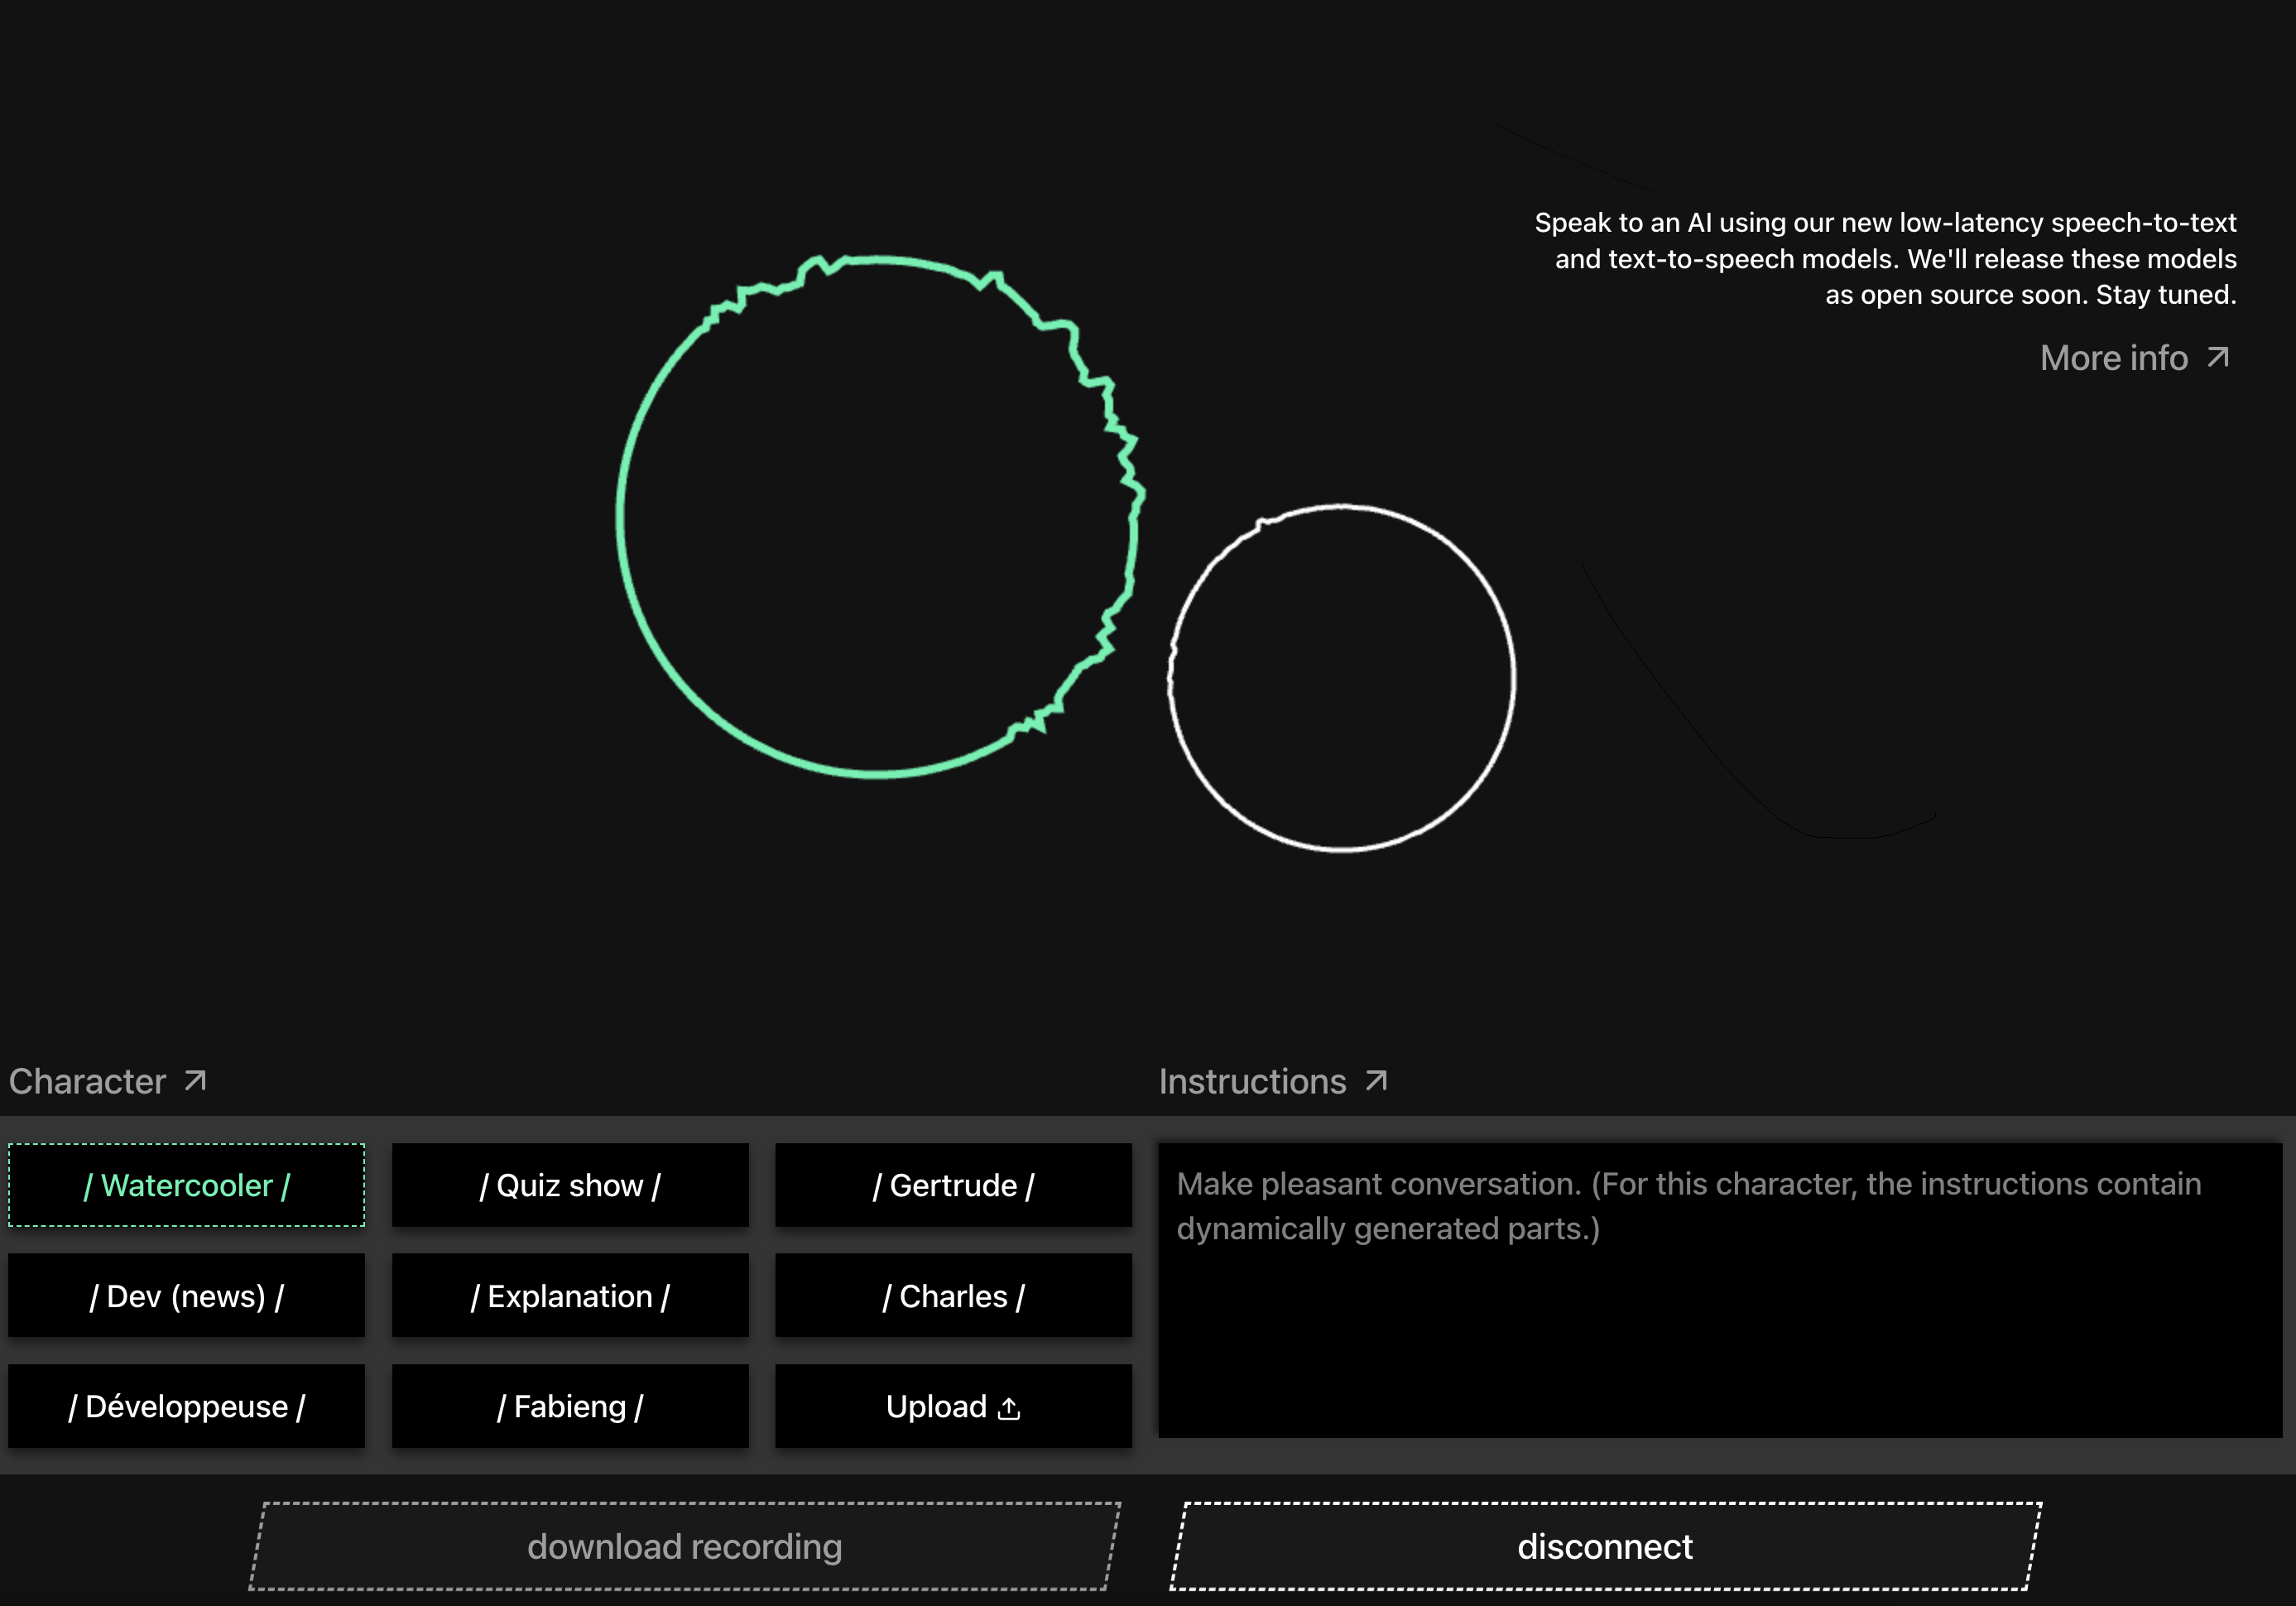 Speak to an AI using our new low-latency speech-to-text
and text-to-speech models. We'll release these models
as open source soon. Stay tuned.
More info
Character
Instructions
/ Watercooler /
/ Quiz show /
/ Gertrude /
/ Dev (news) /
/ Explanation /
/ Charles /
/ Développeuse /
/ Fabieng /
Upload
Make pleasant conversation. (For this character, the instructions contain
dynamically generated parts.)
download recording
disconnect